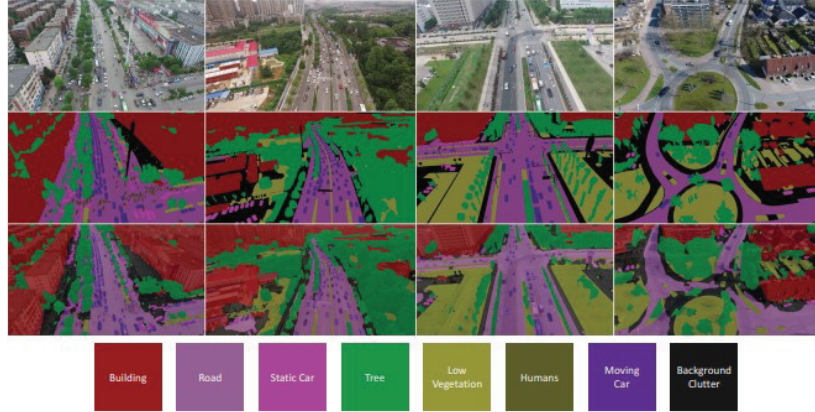 Building
Road
Static Car
Tree
Low
Vegetation
Humans
Moving
Car
Background
Clutter